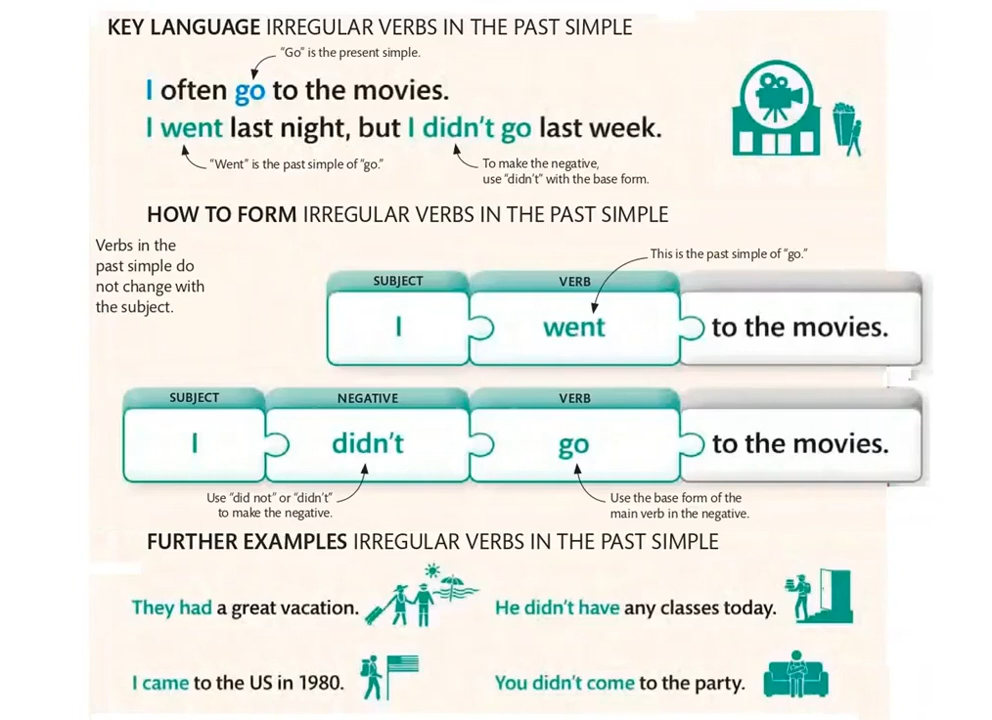 KEY LANGUAGE IRREGULAR VERBS IN THE PAST SIMPLE
"Go" is the present simple.
I often go to the movies.
I went last night, but I didn't go last week.
"Went" is the past simple of "go."
To make the negative,
use "didn't" with the base form.
HOW TO FORM IRREGULAR VERBS IN THE PAST SIMPLE
Verbs in the
past simple do
not change with
the subject.
This is the past simple of "go."
SUBJECT VERB
I went to the movies.
SUBJECT NEGATIVE VERB
I didn't go to the movies.
Use "did not" or "didn't"
to make the negative.
Use the base form of the
main verb in the negative.
FURTHER EXAMPLES IRREGULAR VERBS IN THE PAST SIMPLE
They had a great vacation.
He didn't have any classes today.
I came to the US in 1980.
You didn't come to the party.